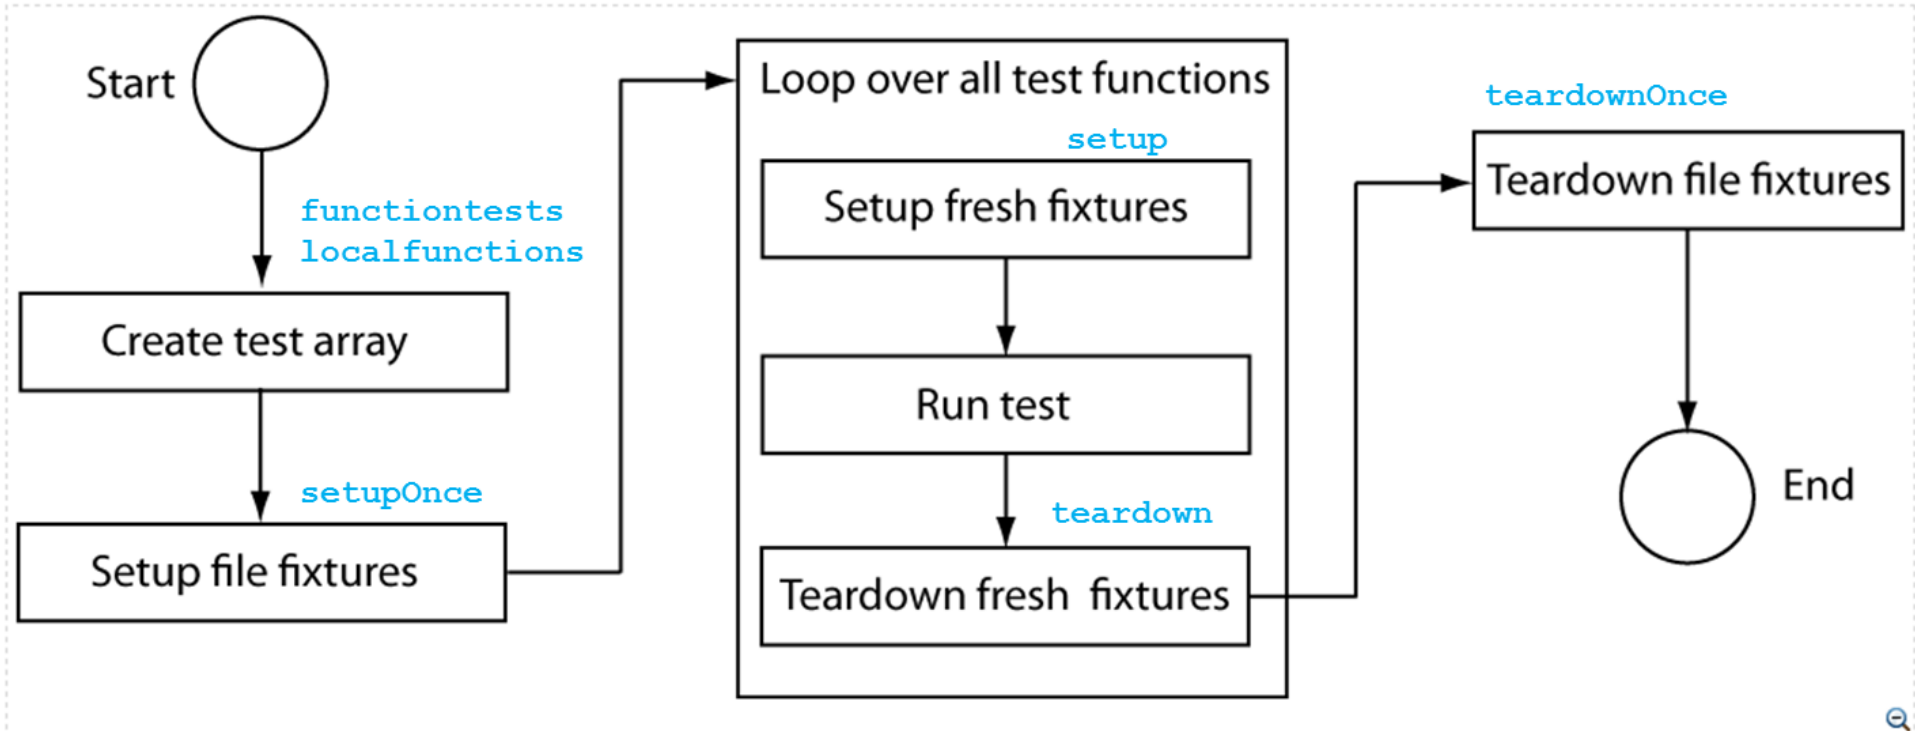 Start
functiontests
localfunctions
Create test array
setupOnce
Setup file fixtures
Loop over all test functions
setup
Setup fresh fixtures
Run test
teardown
Teardown fresh fixtures
teardownOnce
Teardown file fixtures
End